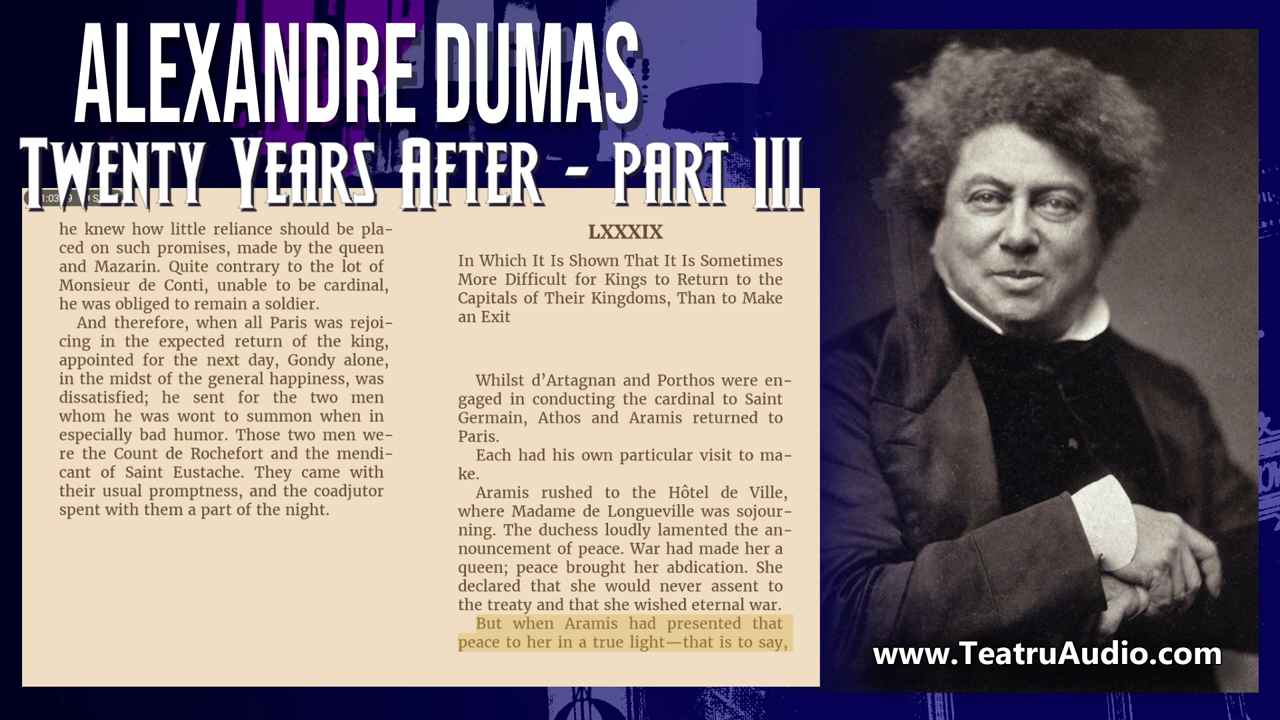 ALEXANDRE DUMAS
TWENTY YEARS AFTER - PART III
he knew how little reliance should be pla-
ced on such promises, made by the queen
and Mazarin. Quite contrary to the lot of
Monsieur de Conti, unable to be cardinal,
he was obliged to remain a soldier.
And therefore, when all Paris was rejoi-
cing in the expected return of the king,
appointed for the next day, Gondy alone,
in the midst of the general happiness, was
dissatisfied; he sent for the two men
whom he was wont to summon when in
especially bad humor. Those two men we-
re the Count de Rochefort and the mendi-
cant of Saint Eustache. They came with
their usual promptness, and the coadjutor
spent with them a part of the night.
LXXXIX
In Which It Is Shown That It Is Sometimes
More Difficult for Kings to Return to the
Capitals of Their Kingdoms, Than to Make
an Exit
Whilst d’Artagnan and Porthos were en-
gaged in conducting the cardinal to Saint
Germain, Athos and Aramis returned to
Paris.
Each had his own particular visit to ma-
ke.
Aramis rushed to the Hôtel de Ville,
where Madame de Longueville was sojour-
ning. The duchess loudly lamented the an-
nouncement of peace. War had made her a
queen; peace brought her abdication. She
declared that she would never assent to
the treaty and that she wished eternal war.
But when Aramis had presented that
peace to her in a true light—that is to say,
www.TeatruAudio.com